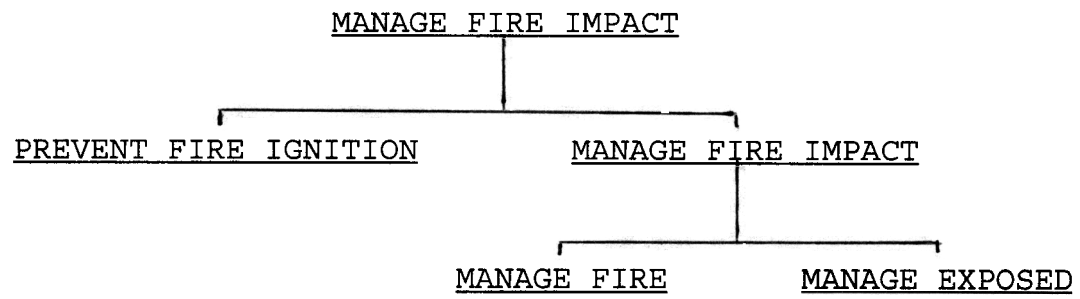 MANAGE FIRE IMPACT
PREVENT FIRE IGNITION MANAGE FIRE IMPACT
MANAGE FIRE MANAGE EXPOSED